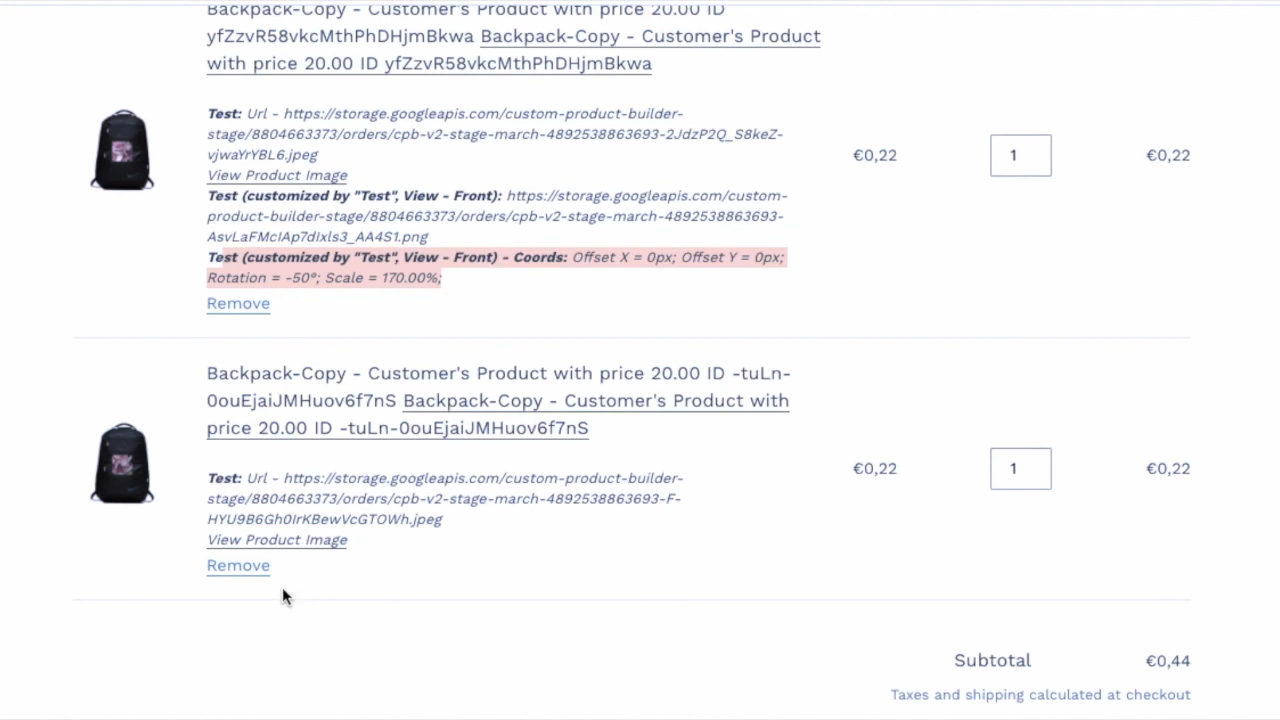 Backpack-Copy - Customer's Product with price 20.00 ID
yfZzvR58vkcMthPhDHjmBkwa Backpack-Copy - Customer's Product
with price 20.00 ID yfZzvR58vkcMthPhDHjmBkwa
Test: Url - https://storage.googleapis.com/custom-product-builder-
stage/8804663373/orders/cpb-v2-stage-march-4892538863693-2JdzP2Q_S8keZ-
vjwaYrYBL6.jpeg
€0,22 1 €0,22
View Product Image
Test (customized by "Test", View - Front): https://storage.googleapis.com/custom-
product-builder-stage/8804663373/orders/cpb-v2-stage-march-4892538863693-
AsvLaFMcIAp7dIxls3_AA4S1.png
Test (customized by "Test", View - Front) - Coords: Offset X = 0px; Offset Y = 0px;
Rotation = -50°; Scale = 170.00%;
Remove
Backpack-Copy - Customer's Product with price 20.00 ID -tuLn-
0ouEjaiJMHuov6f7nS Backpack-Copy - Customer's Product with
price 20.00 ID -tuLn-0ouEjaiJMHuov6f7nS
€0,22 1 €0,22
Test: Url - https://storage.googleapis.com/custom-product-builder-
stage/8804663373/orders/cpb-v2-stage-march-4892538863693-F-
HYU9B6Gh0IrKBewVcGTOWh.jpeg
View Product Image
Remove
Subtotal €0,44
Taxes and shipping calculated at checkout